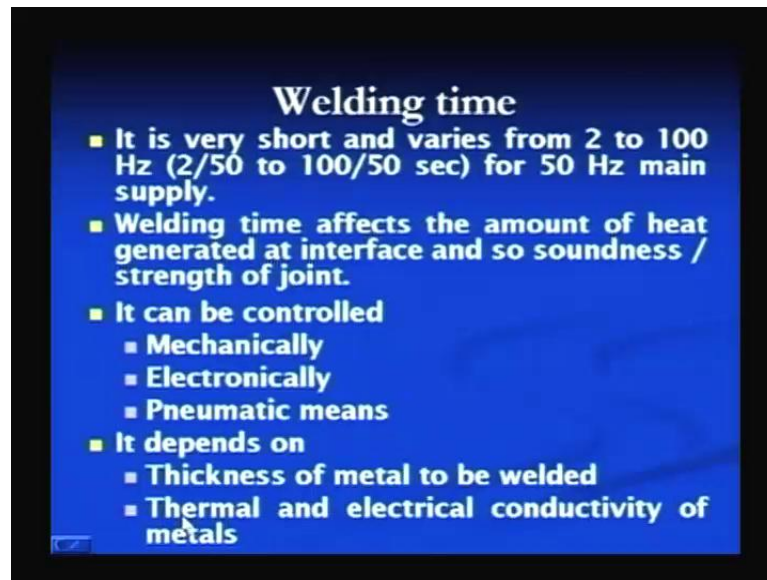 Welding time
It is very short and varies from 2 to 100
Hz (2/50 to 100/50 sec) for 50 Hz main
supply.
Welding time affects the amount of heat
generated at interface and so soundness /
strength of joint.
It can be controlled
Mechanically
Electronically
Pneumatic means
It depends on
Thickness of metal to be welded
Thermal and electrical conductivity of
metals